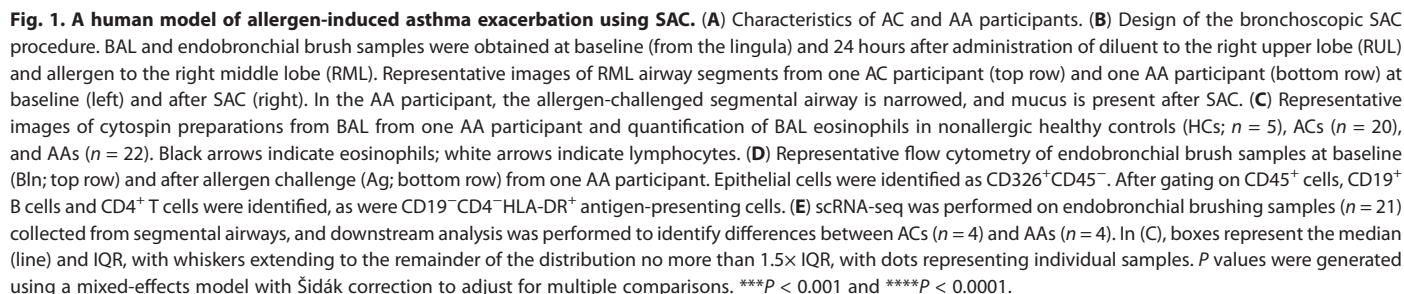 Fig. 1. A human model of allergen-induced asthma exacerbation using SAC. (A) Characteristics of AC and AA participants. (B) Design of the bronchoscopic SAC
procedure. BAL and endobronchial brush samples were obtained at baseline (from the lingula) and 24 hours after administration of diluent to the right upper lobe (RUL)
and allergen to the right middle lobe (RML). Representative images of RML airway segments from one AC participant (top row) and one AA participant (bottom row) at
baseline (left) and after SAC (right). In the AA participant, the allergen-challenged segmental airway is narrowed, and mucus is present after SAC. (C) Representative
images of cytospin preparations from BAL from one AA participant and quantification of BAL eosinophils in nonallergic healthy controls (HCs; n = 5), ACs (n = 20),
and AAs (n = 22). Black arrows indicate eosinophils; white arrows indicate lymphocytes. (D) Representative flow cytometry of endobronchial brush samples at baseline
(Bln; top row) and after allergen challenge (Ag; bottom row) from one AA participant. Epithelial cells were identified as CD326⁺CD45⁻. After gating on CD45⁺ cells, CD19⁺
B cells and CD4⁺ T cells were identified, as were CD19⁻CD4⁻HLA-DR⁺ antigen-presenting cells. (E) scRNA-seq was performed on endobronchial brushing samples (n = 21)
collected from segmental airways, and downstream analysis was performed to identify differences between ACs (n = 4) and AAs (n = 4). In (C), boxes represent the median
(line) and IQR, with whiskers extending to the remainder of the distribution no more than 1.5× IQR, with dots representing individual samples. P values were generated
using a mixed-effects model with Šidák correction to adjust for multiple comparisons. ***P < 0.001 and ****P < 0.0001.